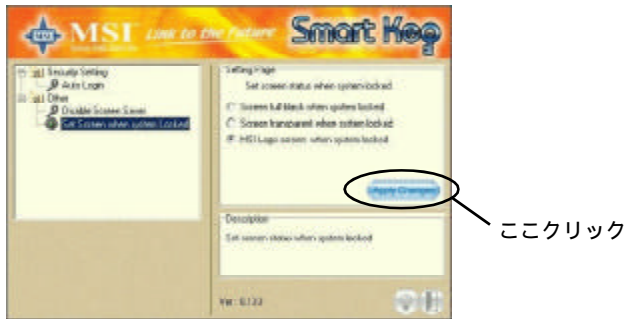 MSI Link to the Future Smart Key
Security Setting
Auto Login
Other
Disable Screen Saver
Set Screen when system Locked
Setting Page
Set screen status when system locked
Screen full black when system locked
Screen transparent when system locked
MSI Logo screen when system locked
Apply Changes
Description
Set screen status when system locked
ここクリック